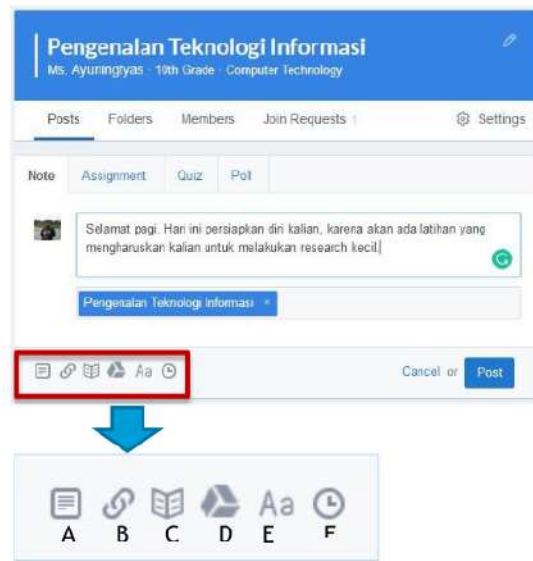 Pengenalan Teknologi Informasi
Ms. Ayuningtyas · 10th Grade · Computer Technology
Posts Folders Members Join Requests 1 Settings
Note Assignment Quiz Poll
Selamat pagi. Hari ini persiapkan diri kalian, karena akan ada latihan yang
mengharuskan kalian untuk melakukan research kecil.
Pengenalan Teknologi Informasi ×
Aa Cancel or Post
Aa
A B C D E F